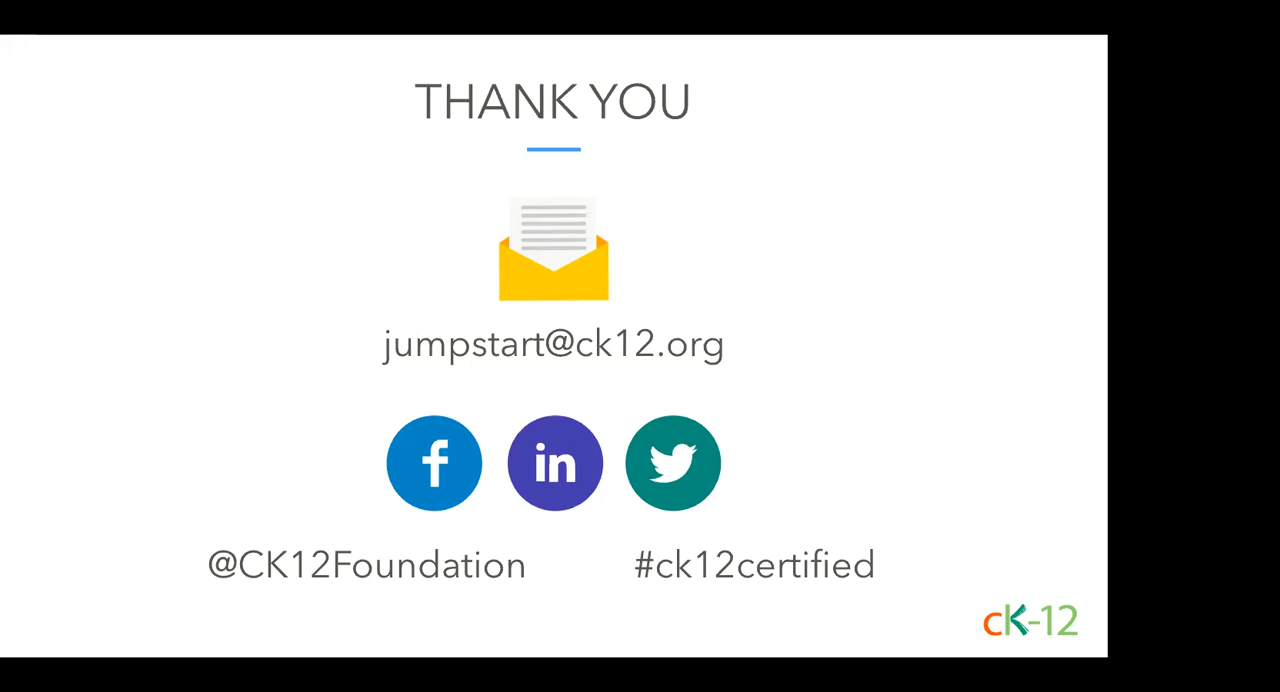 THANK YOU
jumpstart@ck12.org
f in
@CK12Foundation #ck12certified
cK-12